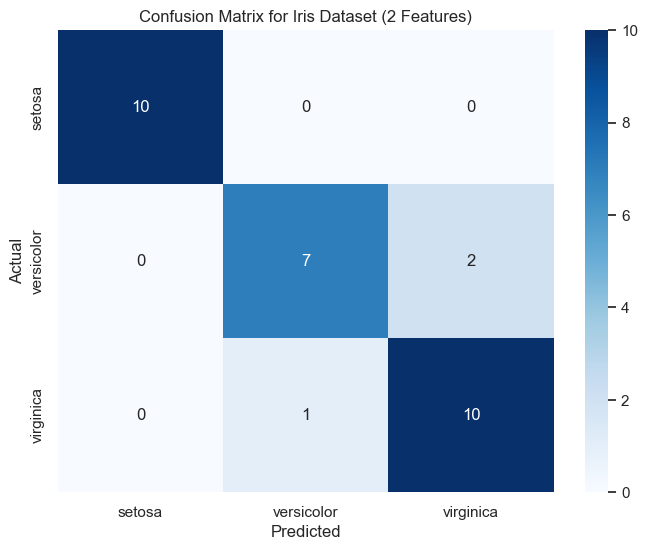 Confusion Matrix for Iris Dataset (2 Features)
Actual
setosa
versicolor
virginica
10 0 0
0 7 2
0 1 10
setosa versicolor virginica
Predicted
10
8
6
4
2
0